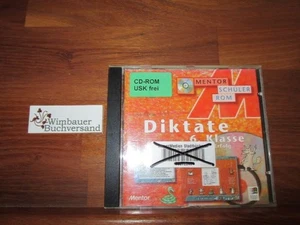 CD-ROM
USK frei
MENTOR
SCHÜLER
ROM
Diktate
6. Klasse
Wimbauer
Buchversand
Mentor